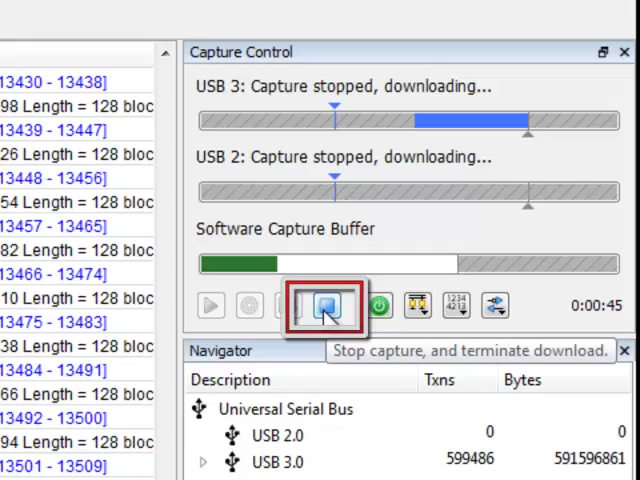 Capture Control
13430 - 13438]
98 Length = 128 bloc
13439 - 13447]
26 Length = 128 bloc
13448 - 13456]
54 Length = 128 bloc
13457 - 13465]
82 Length = 128 bloc
13466 - 13474]
10 Length = 128 bloc
13475 - 13483]
38 Length = 128 bloc
13484 - 13491]
66 Length = 128 bloc
13492 - 13500]
94 Length = 128 bloc
13501 - 13509]
USB 3: Capture stopped, downloading...
USB 2: Capture stopped, downloading...
Software Capture Buffer
1234
4213
0:00:45
Navigator
Stop capture, and terminate download.
Description Txns Bytes
Universal Serial Bus
USB 2.0 0 0
USB 3.0 599486 591596861